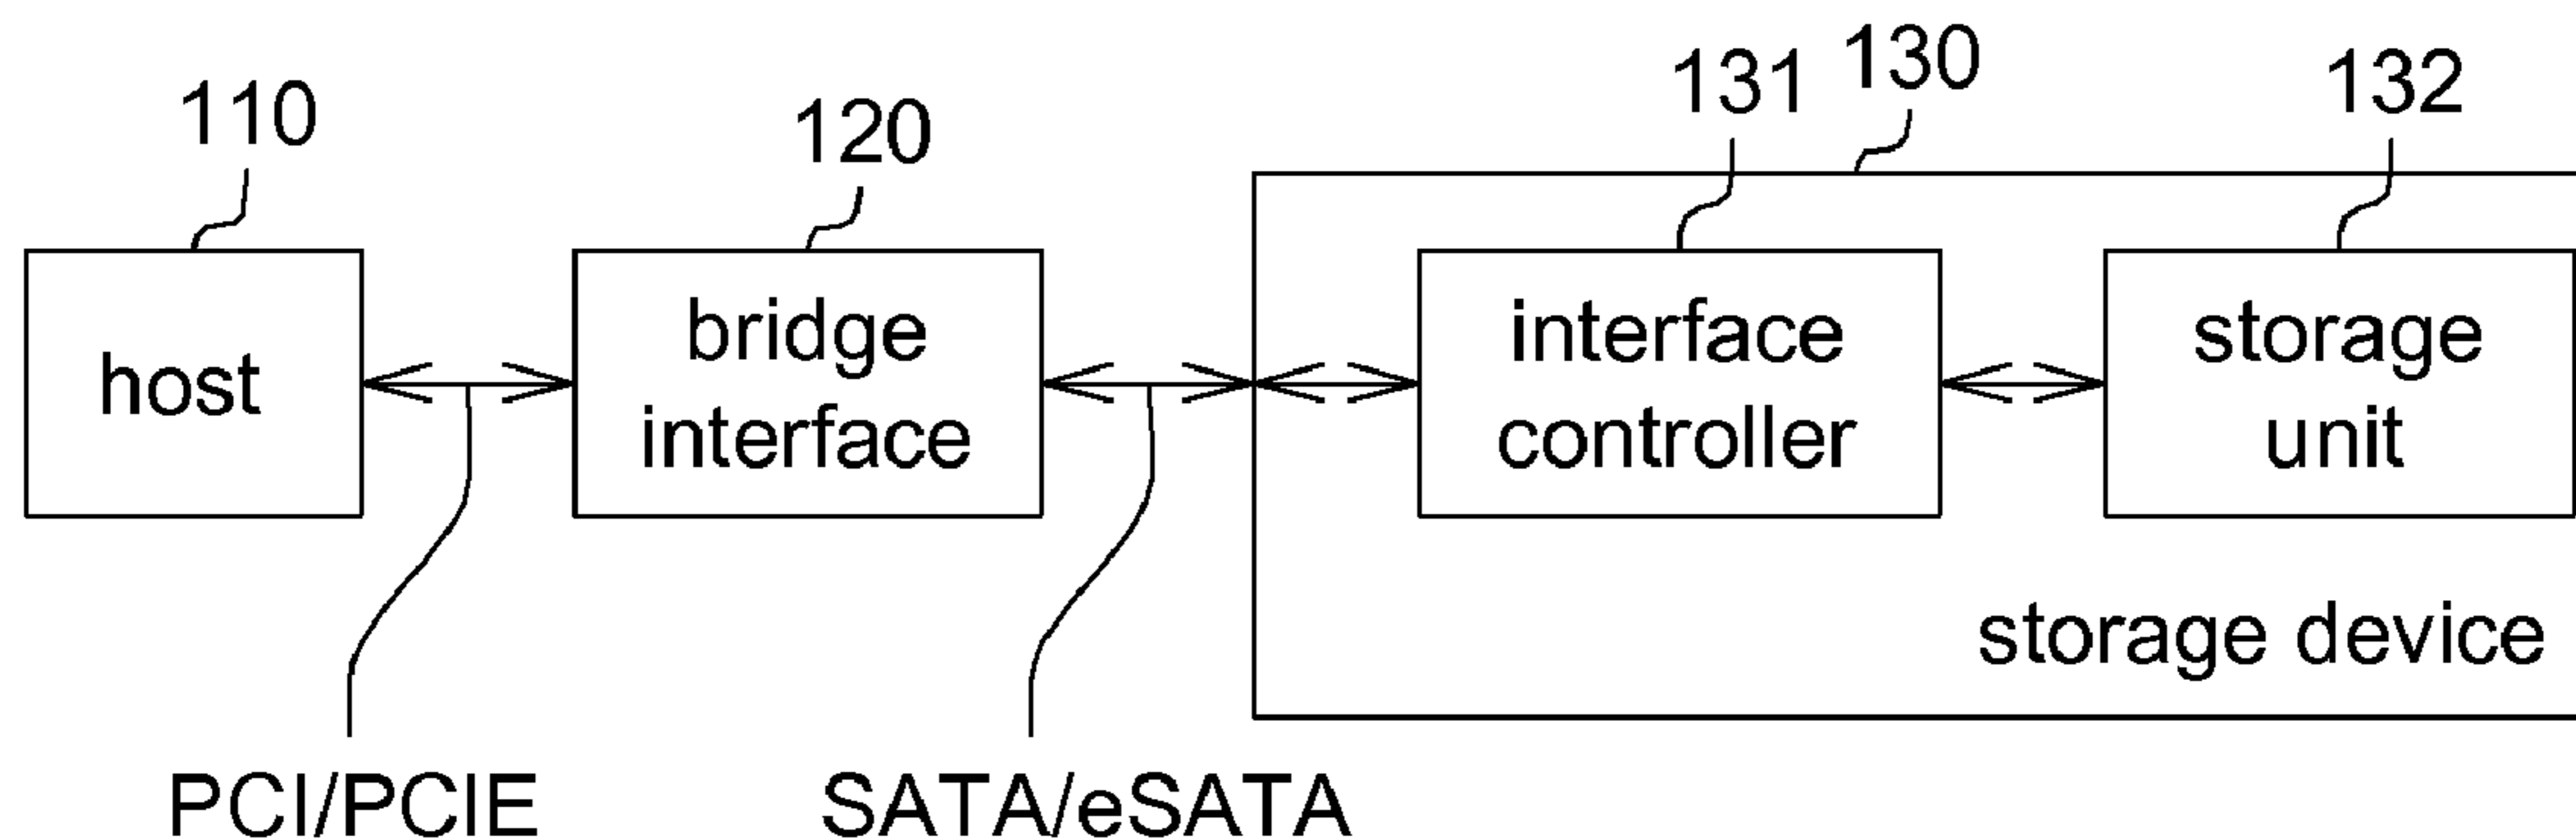 110
120
131
130
132
host
bridge
interface
interface
controller
storage
unit
storage device
PCI/PCIE
SATA/eSATA